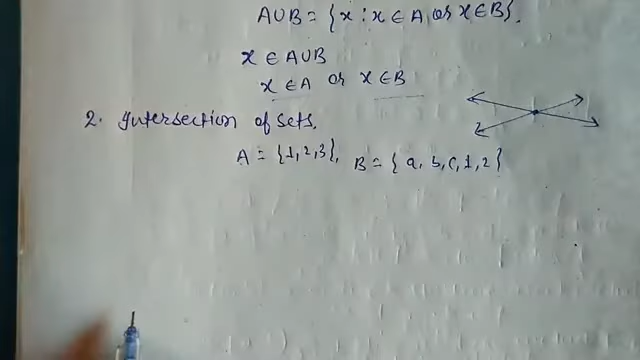 A∪B = {x : x ∈ A or x ∈ B}.
x ∈ A∪B
x ∈ A or x ∈ B
2. Intersection of sets.
A = {1,2,3}, B = {a, b, c, 1, 2}